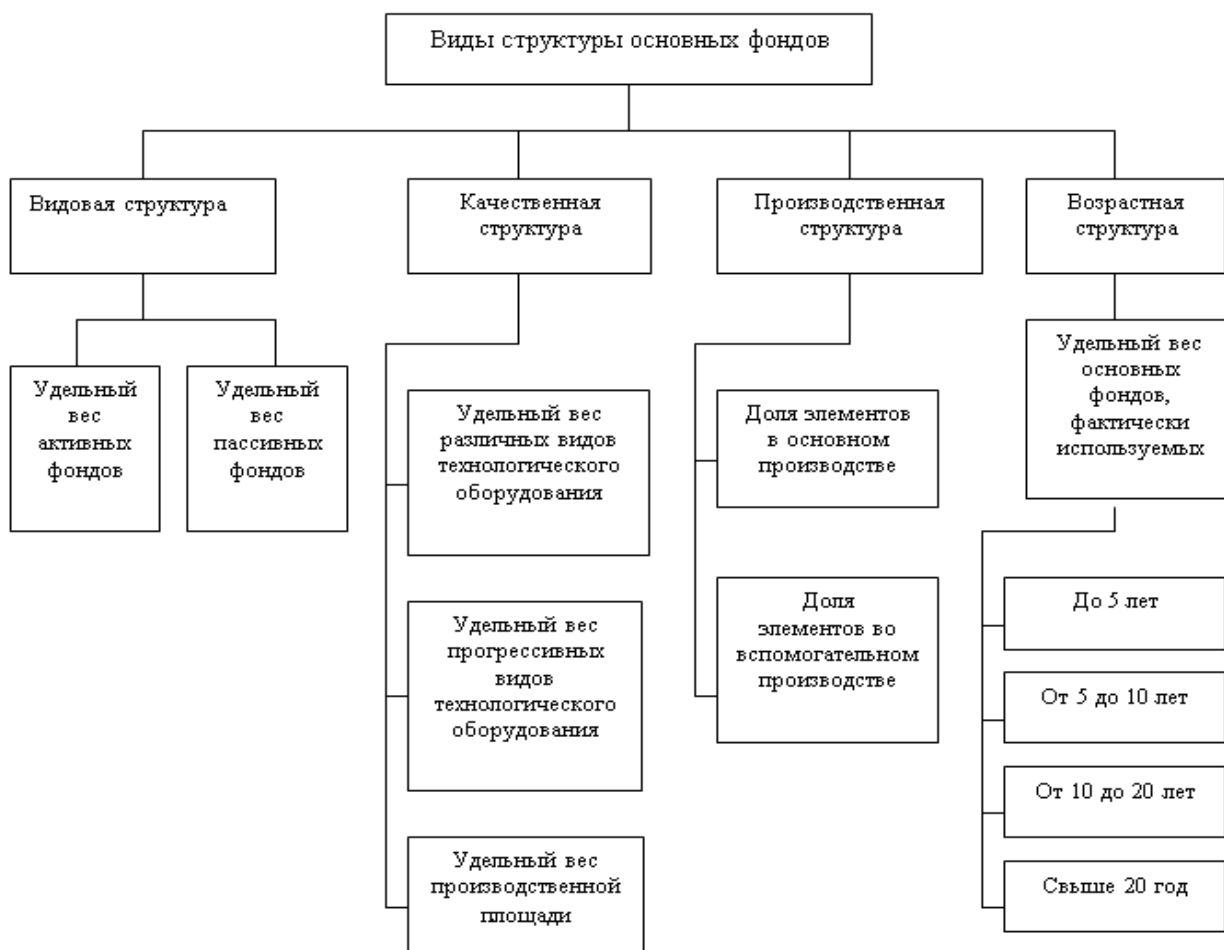 Виды структуры основных фондов
Видовая структура
Качественная
структура
Производственная
структура
Возрастная
структура
Удельный
вес
активных
фондов
Удельный
вес
пассивных
фондов
Удельный вес
различных видов
технологического
оборудования
Удельный вес
прогрессивных
видов
технологического
оборудования
Удельный вес
производственной
площади
Доля элементов
в основном
производстве
Доля
элементов во
вспомогательном
производстве
Удельный вес
основных
фондов,
фактически
используемых
До 5 лет
От 5 до 10 лет
От 10 до 20 лет
Свыше 20 год